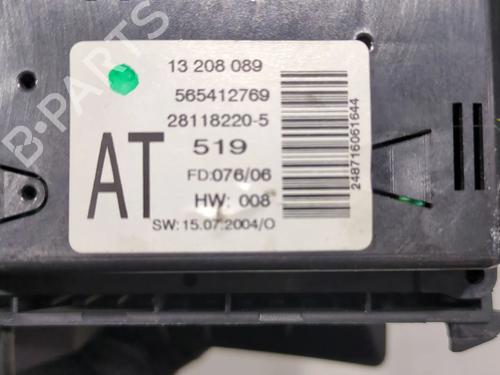 13 208 089
565412769
28118220-5
AT
519
FD:076/06
HW: 008
SW: 15.07.2004/O
248716061644
B-PARTS